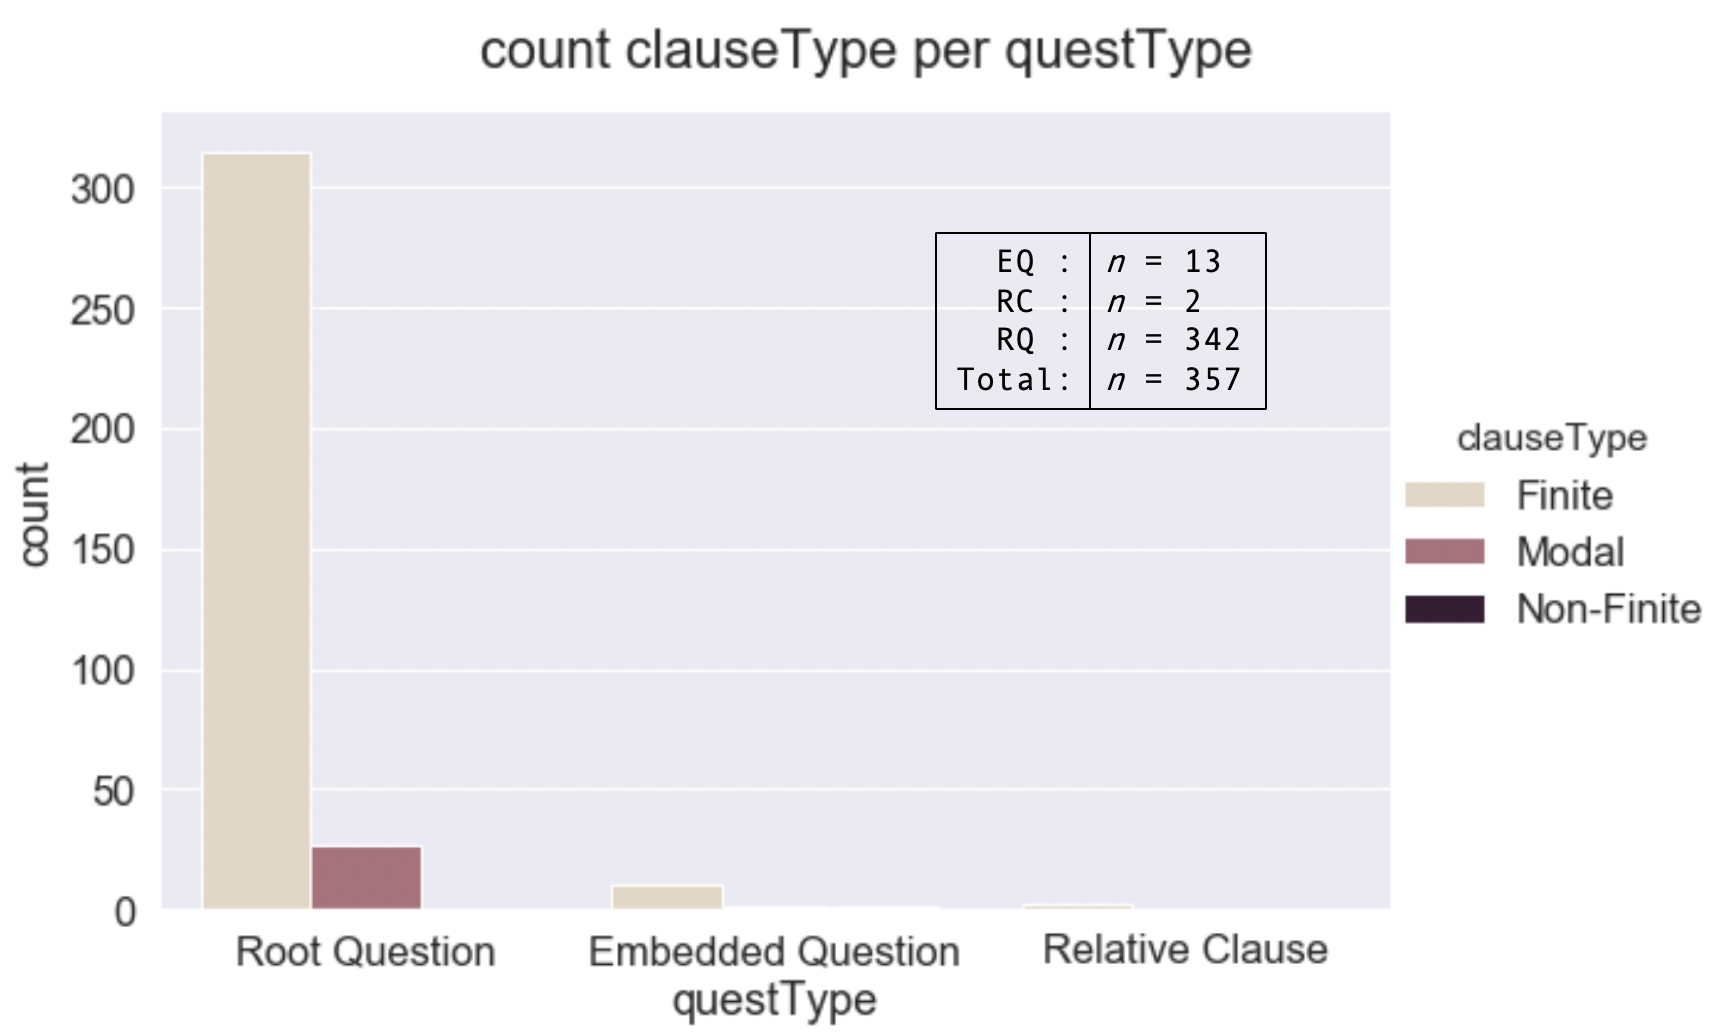 count clauseType per questType
300
250
200
150
100
50
0
count
EQ : n = 13
RC : n = 2
RQ : n = 342
Total: n = 357
clauseType
Finite
Modal
Non-Finite
Root Question Embedded Question Relative Clause
questType